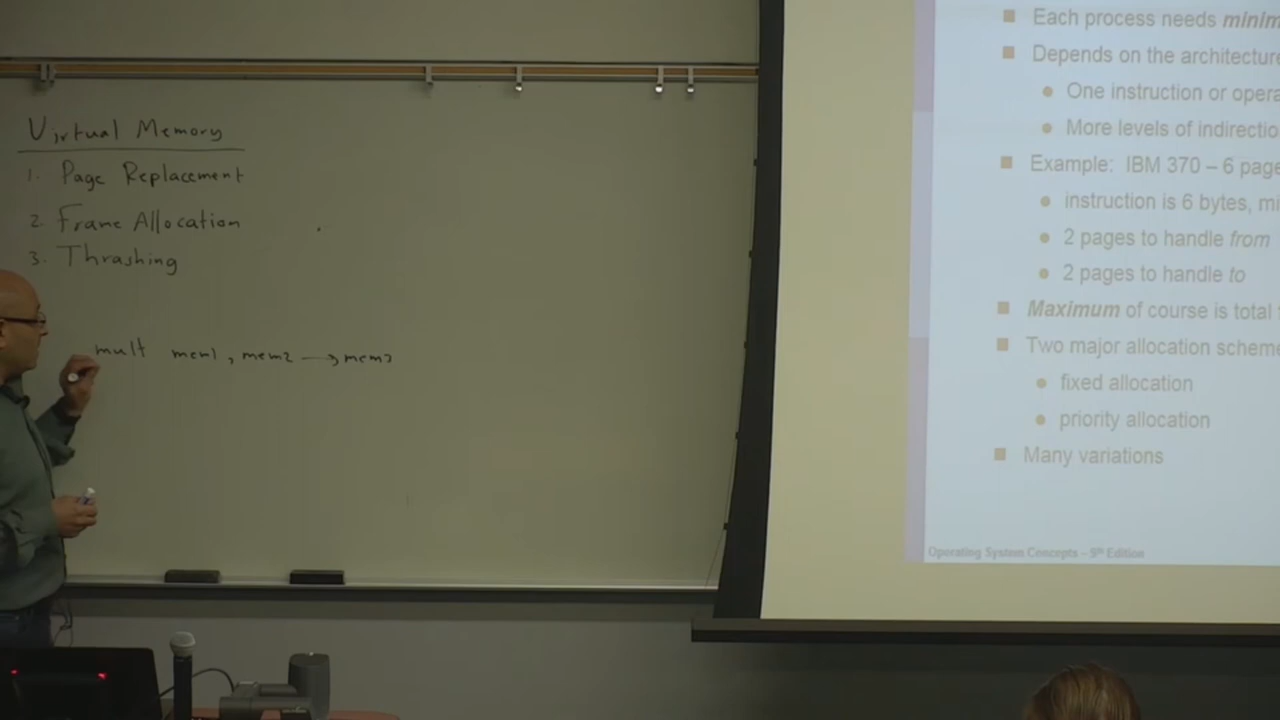 Virtual Memory
1. Page Replacement
2. Frame Allocation
3. Thrashing
mult mem1, mem2 → mem3
Each process needs minim
Depends on the architecture
One instruction or opera
More levels of indirectio
Example: IBM 370 – 6 page
instruction is 6 bytes, mi
2 pages to handle from
2 pages to handle to
Maximum of course is total
Two major allocation scheme
fixed allocation
priority allocation
Many variations
Operating System Concepts – 9th Edition